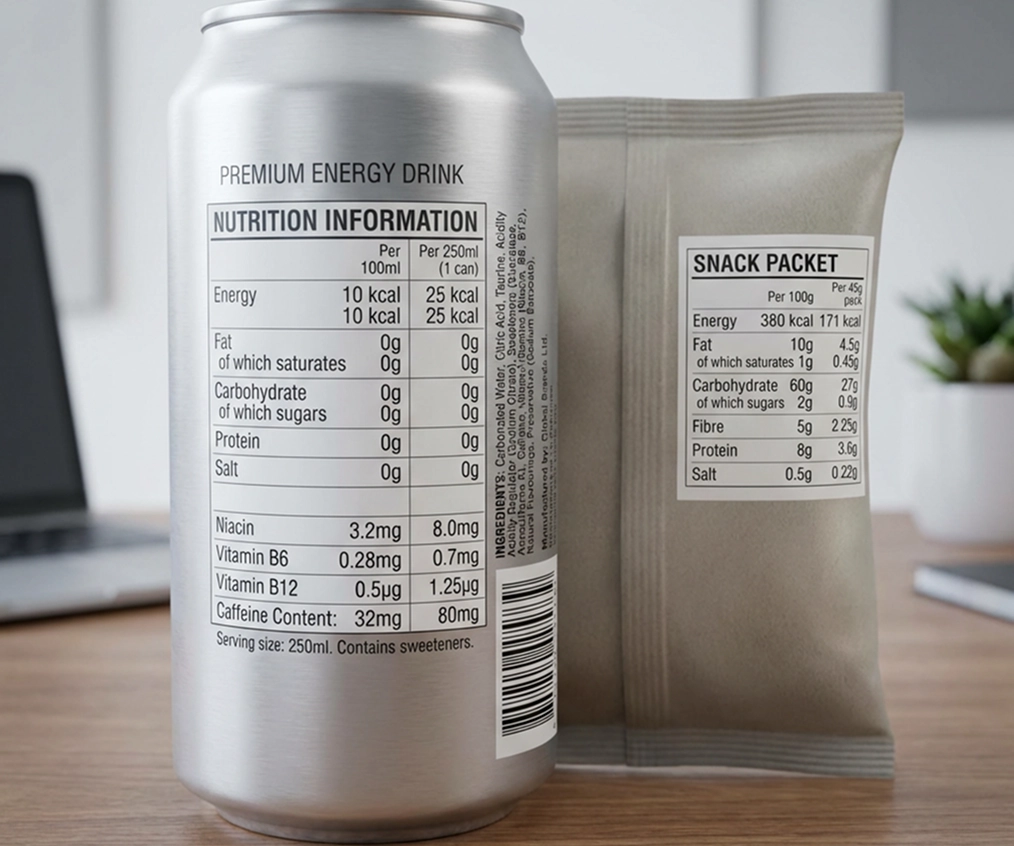 PREMIUM ENERGY DRINK
NUTRITION INFORMATION
Per 100ml Per 250ml (1 can)
Energy 10 kcal 25 kcal
10 kcal 25 kcal
Fat 0g 0g
of which saturates 0g 0g
Carbohydrate 0g 0g
of which sugars 0g 0g
Protein 0g 0g
Salt 0g 0g
Niacin 3.2mg 8.0mg
Vitamin B6 0.28mg 0.7mg
Vitamin B12 0.5µg 1.25µg
Caffeine Content: 32mg 80mg
Serving size: 250ml. Contains sweeteners.
INGREDIENTS: Carbonated Water, Citric Acid, Taurine, Acidity
SNACK PACKET
Per 100g Per 45g pack
Energy 380 kcal 171 kcal
Fat 10g 4.5g
of which saturates 1g 0.45g
Carbohydrate 60g 27g
of which sugars 2g 0.9g
Fibre 5g 2 25g
Protein 8g 3.6g
Salt 0.5g 0 22g